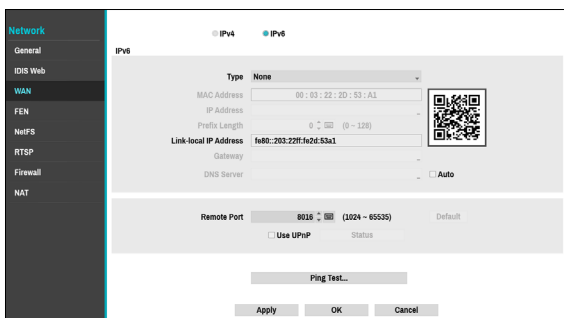 Network
General
IDIS Web
WAN
FEN
NetFS
RTSP
Firewall
NAT
IPv4 IPv6
IPv6
Type None
MAC Address 00 : 03 : 22 : 2D : 53 : A1
IP Address
Prefix Length 0 (0 ~ 128)
Link-local IP Address fe80::203:22ff:fe2d:53a1
Gateway
DNS Server Auto
Remote Port 8016 (1024 ~ 65535) Default
Use UPnP Status
Ping Test...
Apply OK Cancel